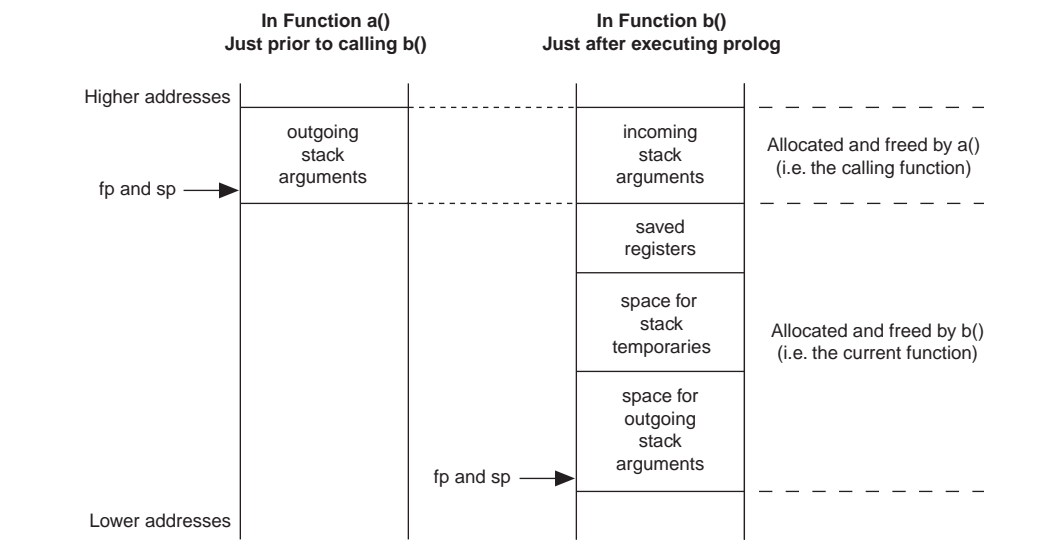 In Function a()
Just prior to calling b()
In Function b()
Just after executing prolog
Higher addresses
outgoing
stack
arguments
incoming
stack
arguments
Allocated and freed by a()
(i.e. the calling function)
fp and sp
saved
registers
space for
stack
temporaries
Allocated and freed by b()
(i.e. the current function)
space for
outgoing
stack
arguments
fp and sp
Lower addresses